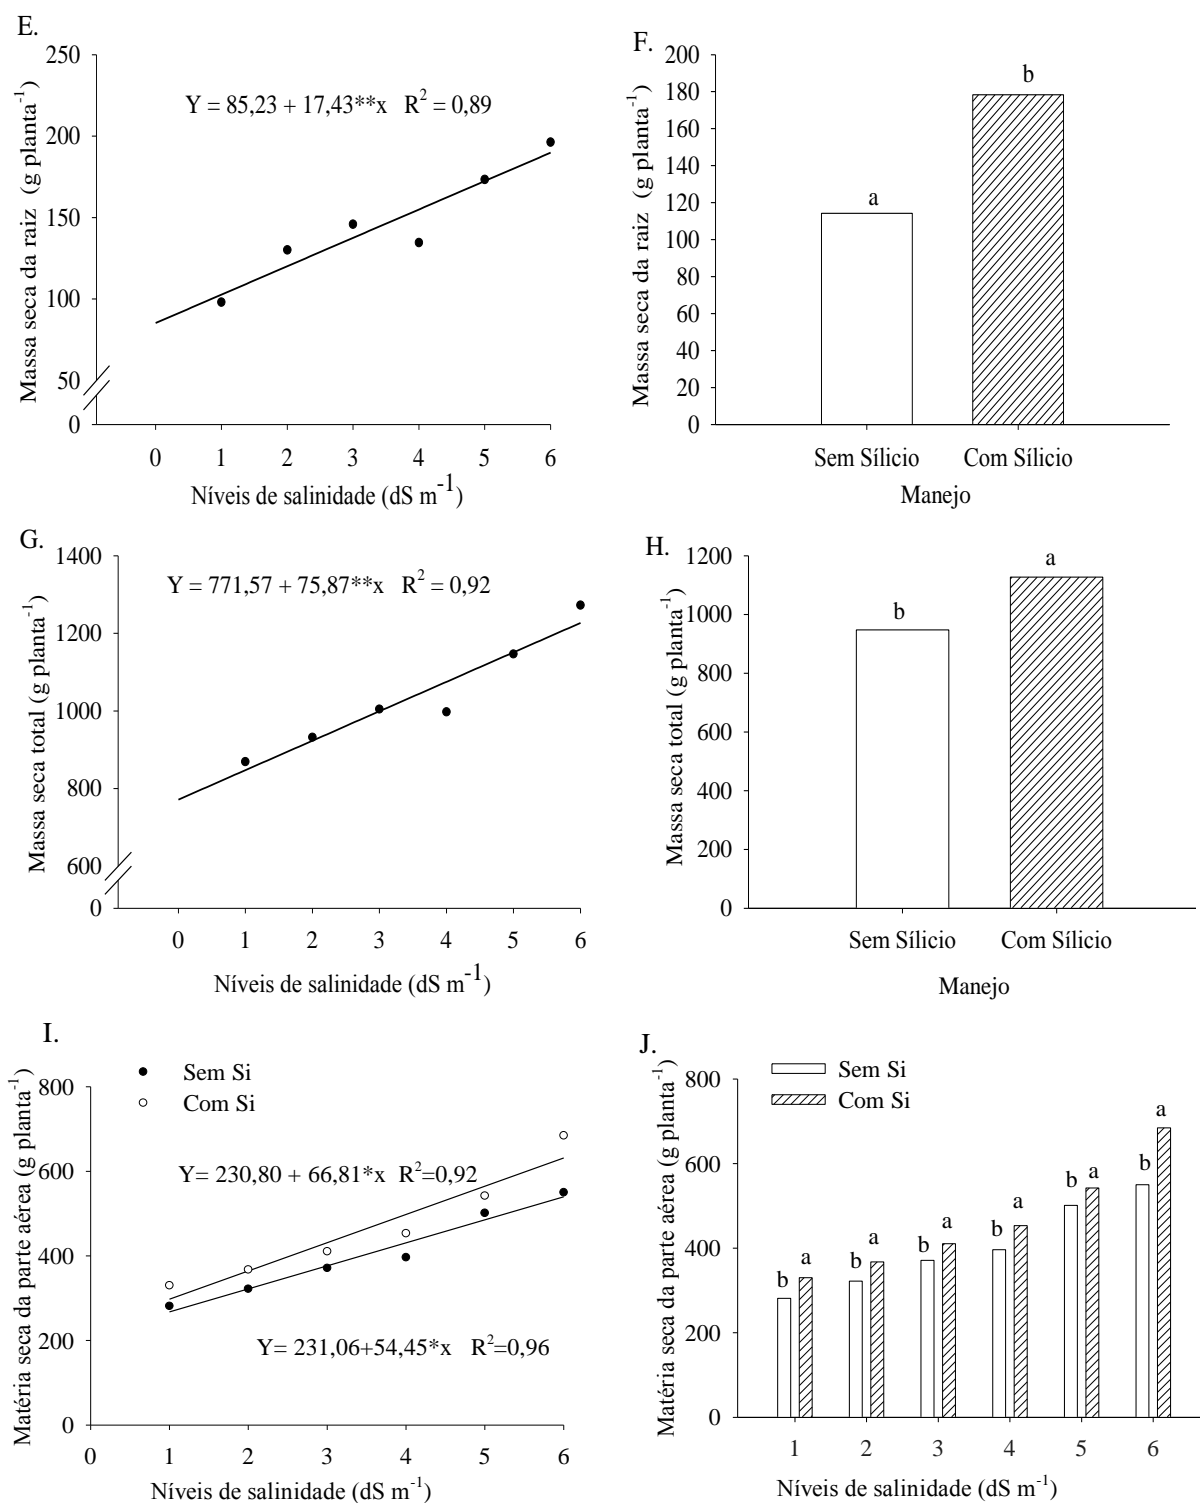 E.
250
200
150
100
50
0
Massa seca da raiz (g planta⁻¹)
Y = 85,23 + 17,43**x R² = 0,89
0 1 2 3 4 5 6
Níveis de salinidade (dS m⁻¹)
F.
200
180
160
140
120
100
80
60
40
20
0
Massa seca da raiz (g planta⁻¹)
a
b
Sem Sílicio Com Sílicio
Manejo
G.
1400
1200
1000
800
600
0
Massa seca total (g planta⁻¹)
Y = 771,57 + 75,87**x R² = 0,92
0 1 2 3 4 5 6
Níveis de salinidade (dS m⁻¹)
H.
1200
1000
800
600
400
200
0
Massa seca total (g planta⁻¹)
b
a
Sem Sílicio Com Sílicio
Manejo
I.
Sem Si
Com Si
800
600
400
200
0
Matéria seca da parte aérea (g planta⁻¹)
Y= 230,80 + 66,81*x R²=0,92
Y= 231,06+54,45*x R²=0,96
0 1 2 3 4 5 6
Níveis de salinidade (dS m⁻¹)
J.
Sem Si
Com Si
800
600
400
200
0
Matéria seca da parte aérea (g planta⁻¹)
b a b a b a b a b a b a
1 2 3 4 5 6
Níveis de salinidade (dS m⁻¹)